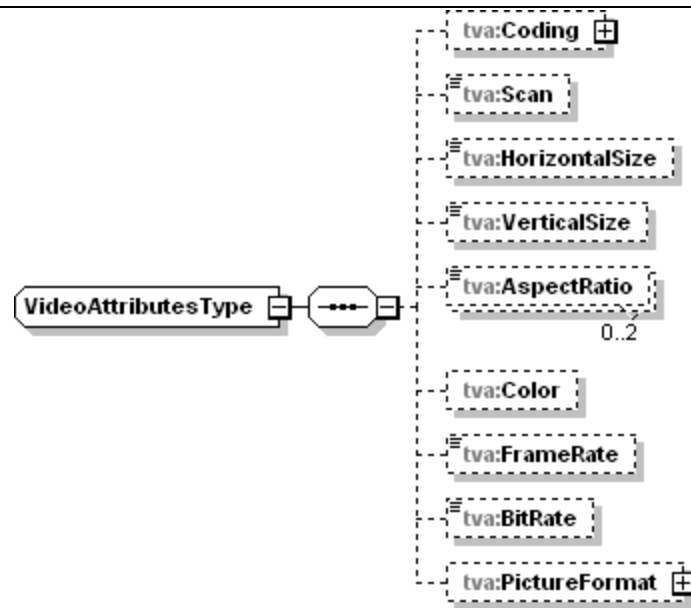 tva:Coding
tva:Scan
tva:HorizontalSize
tva:VerticalSize
VideoAttributesType
tva:AspectRatio
0..2
tva:Color
tva:FrameRate
tva:BitRate
tva:PictureFormat